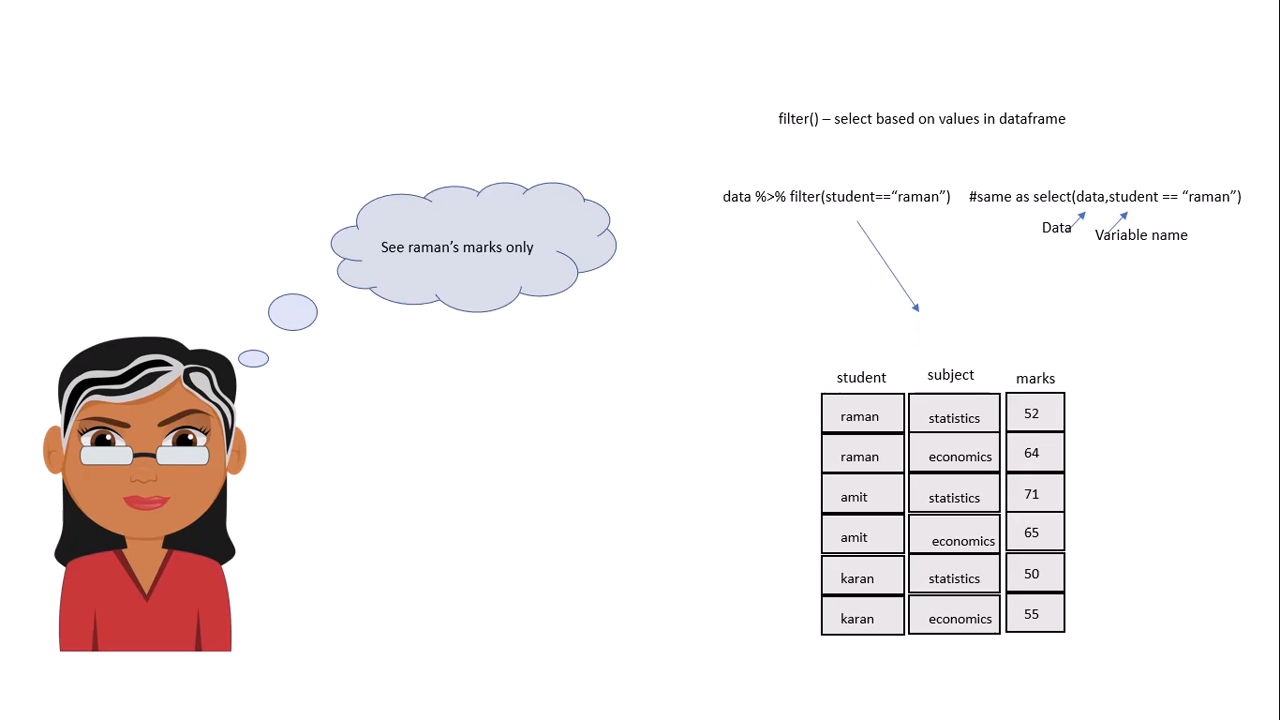 filter() – select based on values in dataframe
data %>% filter(student==“raman”) #same as select(data,student == “raman”)
Data
Variable name
See raman’s marks only
student subject marks
raman statistics 52
raman economics 64
amit statistics 71
amit economics 65
karan statistics 50
karan economics 55